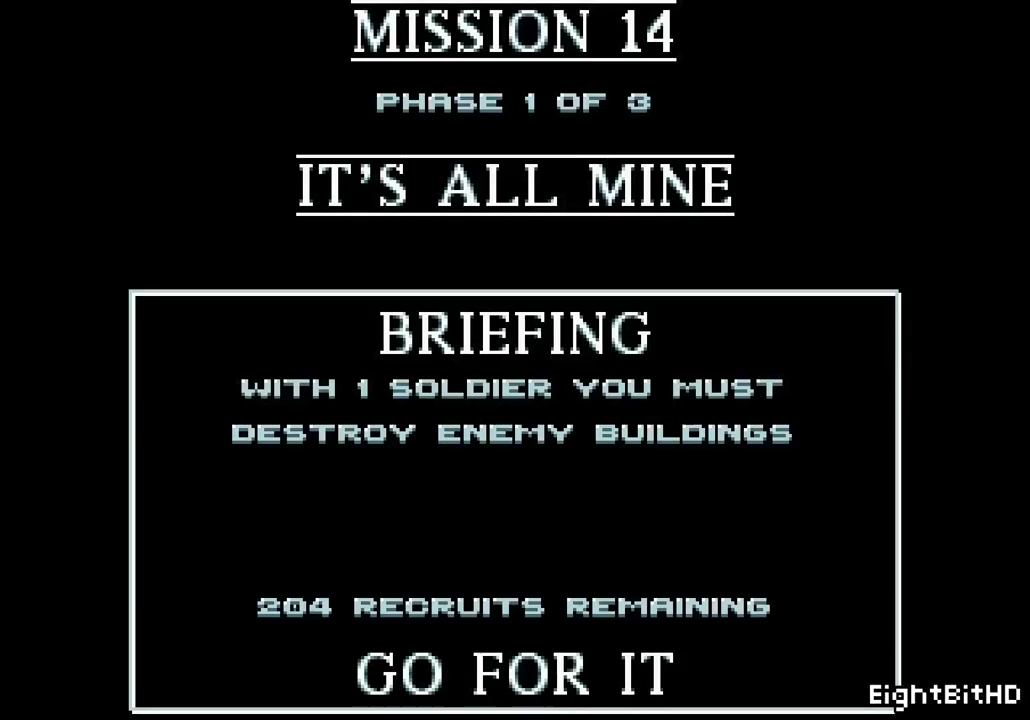 MISSION 14
PHASE 1 OF 3
IT'S ALL MINE
BRIEFING
WITH 1 SOLDIER YOU MUST
DESTROY ENEMY BUILDINGS
204 RECRUITS REMAINING
GO FOR IT
EightBitHD